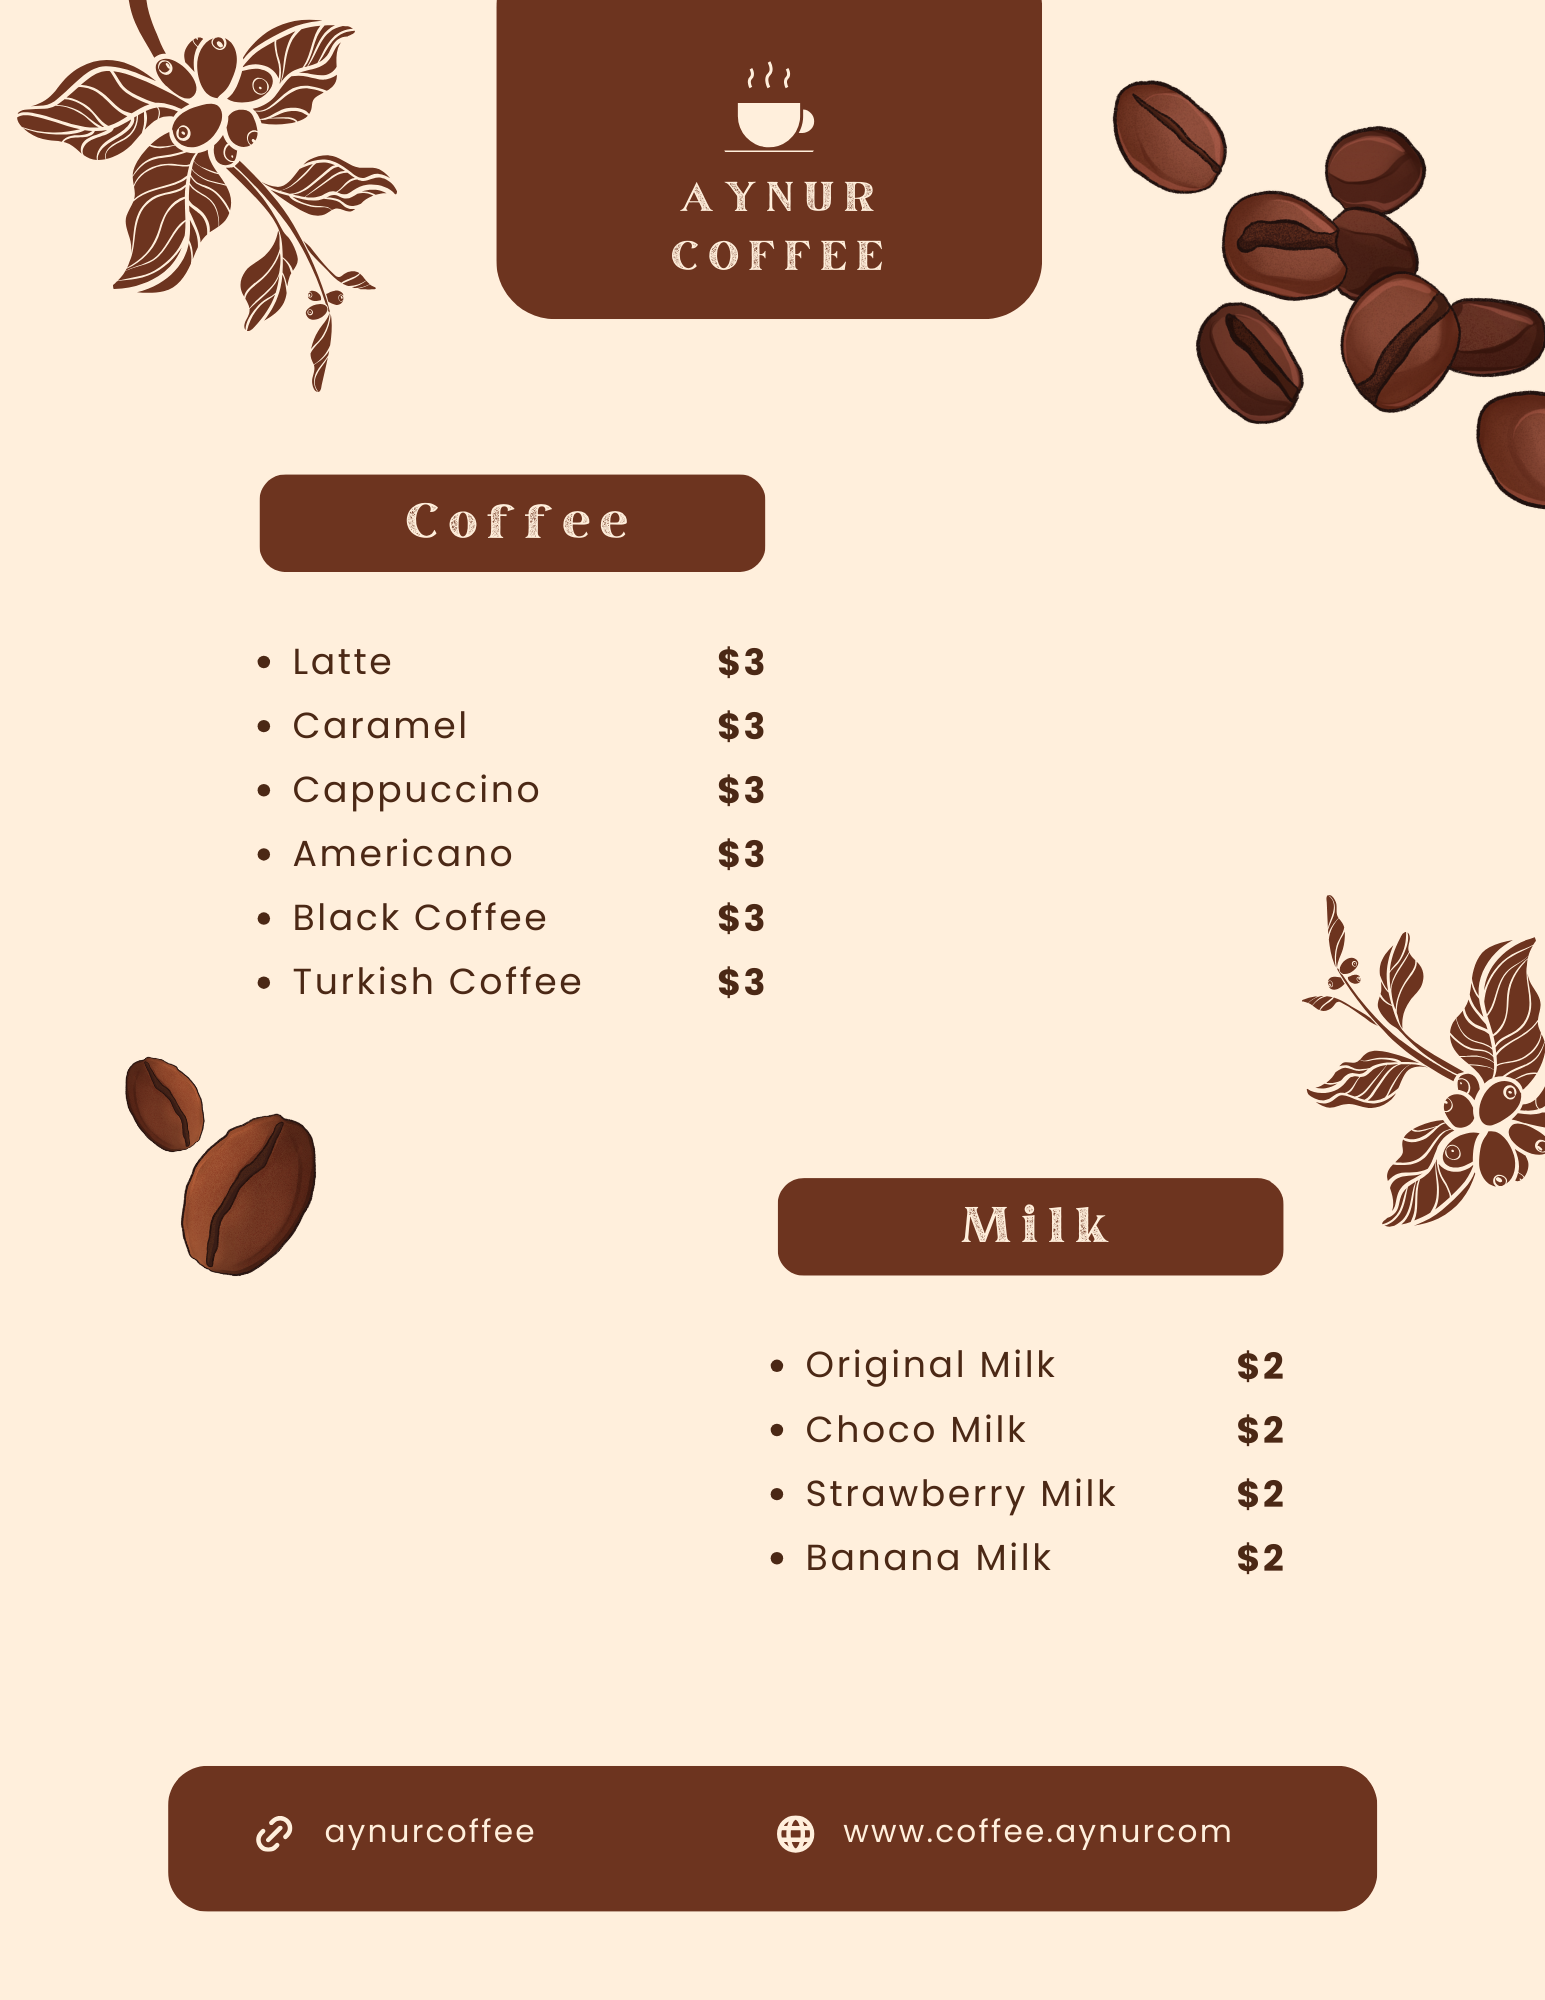 AYNUR
COFFEE
Coffee
• Latte $3
• Caramel $3
• Cappuccino $3
• Americano $3
• Black Coffee $3
• Turkish Coffee $3
Milk
• Original Milk $2
• Choco Milk $2
• Strawberry Milk $2
• Banana Milk $2
aynurcoffee www.coffee.aynurcom